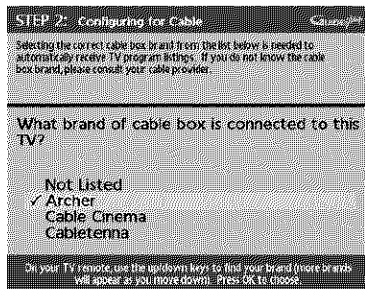 STEP 2: Configuring for Cable
Selecting the correct cable box brand from the list below is needed to
automatically receive TV program listings. If you do not know the cable
box brand, please consult your cable provider.
What brand of cable box is connected to this
TV?
Not Listed
✓ Archer
Cable Cinema
Cabletenna
On your TV remote, use the up/down keys to find your brand (more brands
will appear as you move down). Press OK to choose.